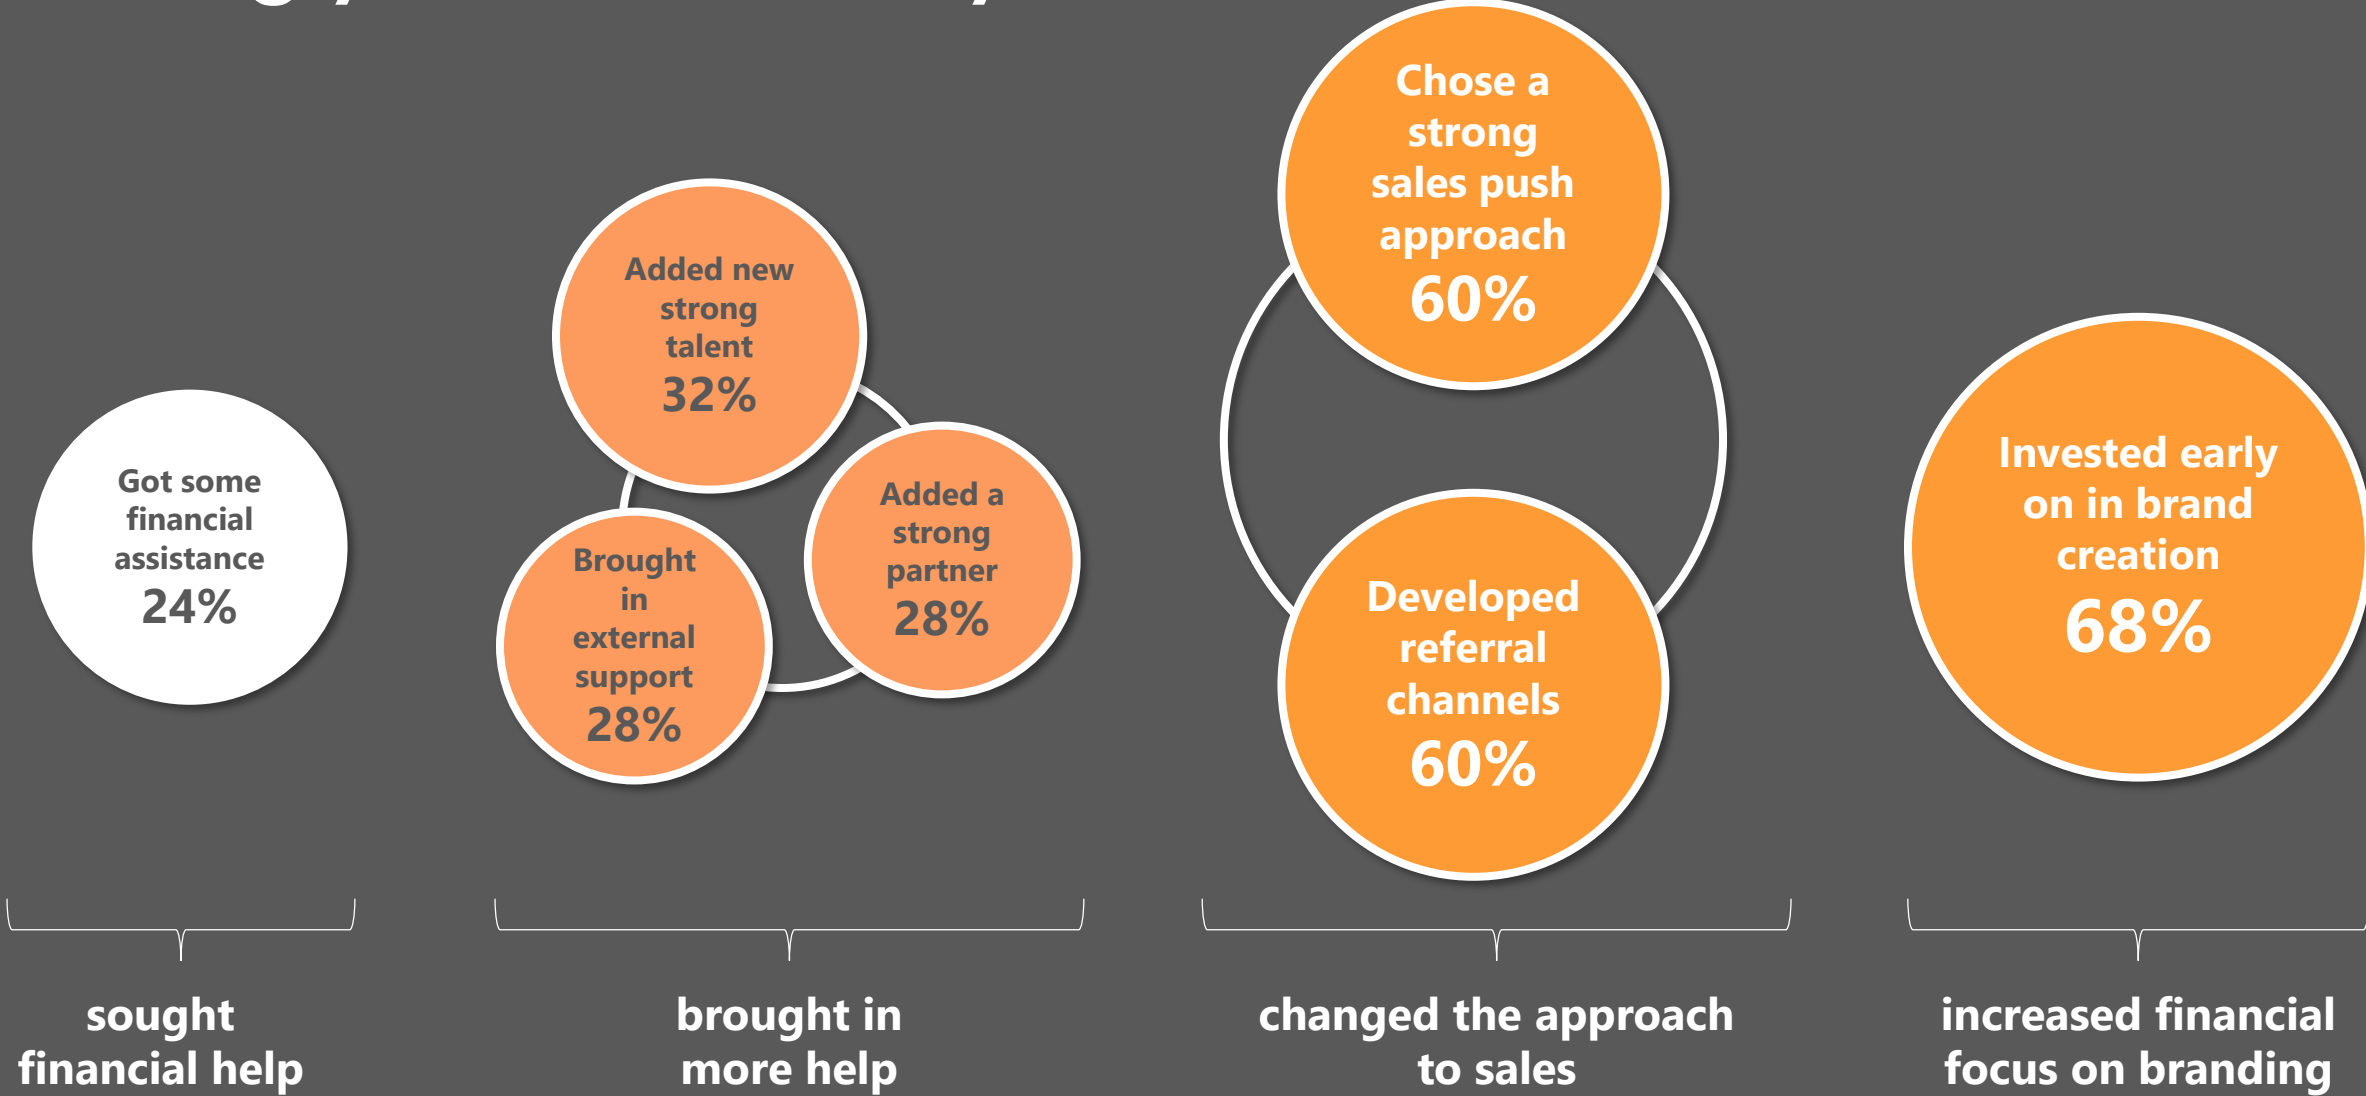 Got some
financial
assistance
24%
Added new
strong
talent
32%
Added a
strong
partner
28%
Brought
in
external
support
28%
Chose a
strong
sales push
approach
60%
Developed
referral
channels
60%
Invested early
on in brand
creation
68%
sought
financial help
brought in
more help
changed the approach
to sales
increased financial
focus on branding